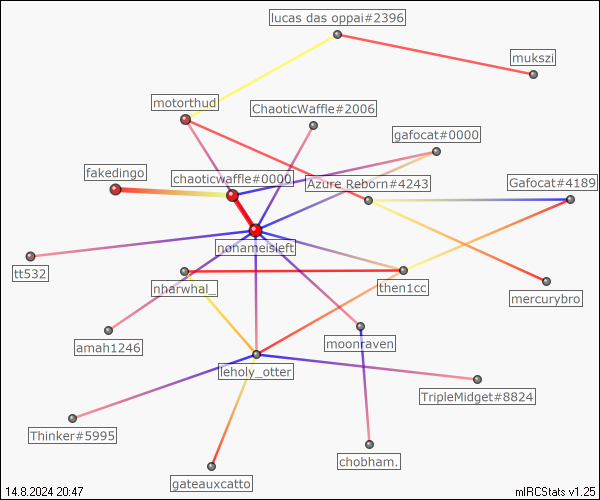 lucas das oppai#2396
mukszi
motorthud
ChaoticWaffle#2006
gafocat#0000
fakedingo
chaoticwaffle#0000
Azure Reborn#4243
Gafocat#4189
nonameisleft
tt532
nharwhal_
then1cc
mercurybro
amah1246
moonraven
leholy_otter
TripleMidget#8824
Thinker#5995
chobham.
gateauxcatto
14.8.2024 20:47
mIRCStats v1.25